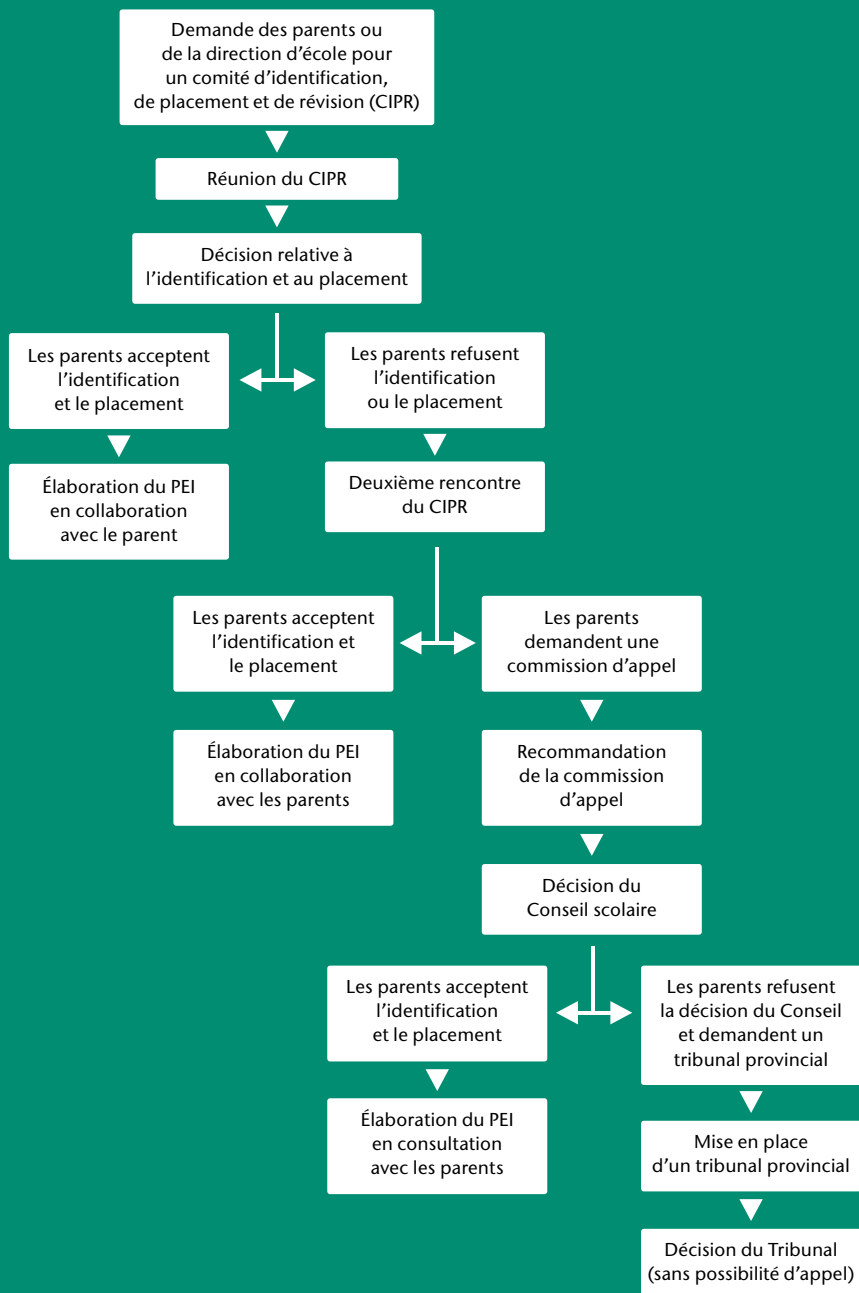 Demande des parents ou
de la direction d'école pour
un comité d'identification,
de placement et de révision (CIPR)
Réunion du CIPR
Décision relative à
l'identification et au placement
Les parents acceptent
l'identification
et le placement
Les parents refusent
l'identification
ou le placement
Élaboration du PEI
en collaboration
avec le parent
Deuxième rencontre
du CIPR
Les parents acceptent
l'identification et
le placement
Les parents
demandent une
commission d'appel
Élaboration du PEI
en collaboration
avec les parents
Recommandation
de la commission
d'appel
Décision du
Conseil scolaire
Les parents acceptent
l'identification
et le placement
Les parents refusent
la décision du Conseil
et demandent un
tribunal provincial
Élaboration du PEI
en consultation
avec les parents
Mise en place
d'un tribunal provincial
Décision du Tribunal
(sans possibilité d'appel)